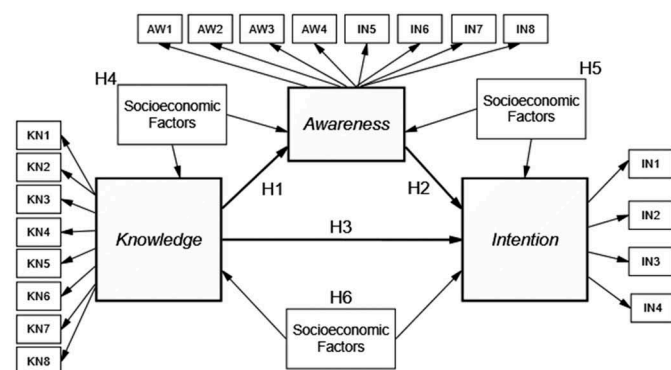 AW1 AW2 AW3 AW4 IN5 IN6 IN7 IN8
H4
H5
Socioeconomic
Factors
Awareness
Socioeconomic
Factors
KN1
KN2
KN3
KN4
KN5
KN6
KN7
KN8
H1
H2
Knowledge
H3
Intention
IN1
IN2
IN3
IN4
H6
Socioeconomic
Factors